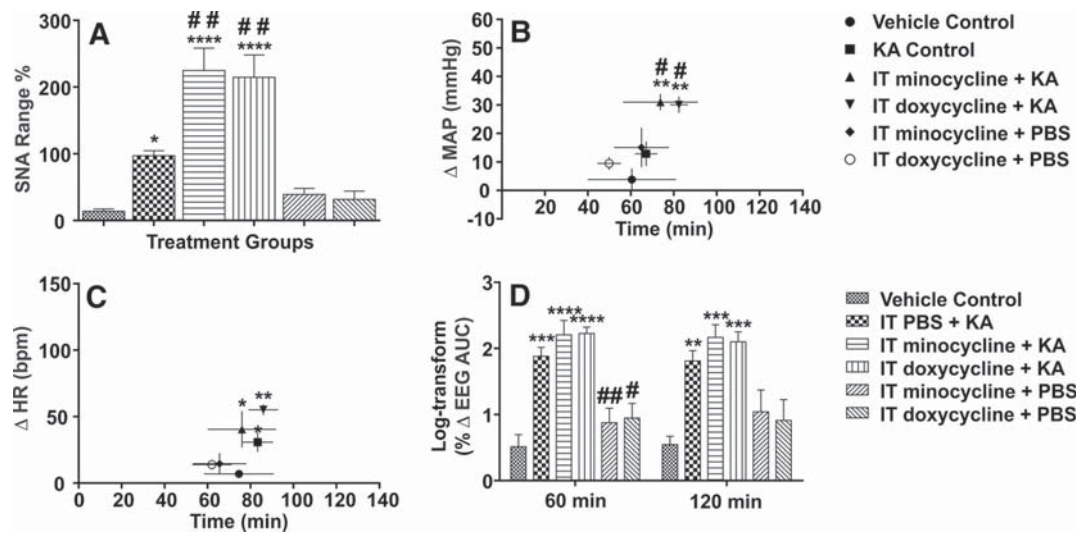 A
SNA Range %
300
200
100
0
*
# #
****
# #
****
Treatment Groups
B
Δ MAP (mmHg)
60
50
40
30
20
10
0
-10
# #
** **
20 40 60 80 100 120 140
Time (min)
Vehicle Control
KA Control
IT minocycline + KA
IT doxycycline + KA
IT minocycline + PBS
IT doxycycline + PBS
C
Δ HR (bpm)
150
100
50
0
* **
*
0 20 40 60 80 100 120 140
Time (min)
D
Log-transform
(% Δ EEG AUC)
3
2
1
0
*** **** **** ## #
** *** ***
60 min 120 min
Vehicle Control
IT PBS + KA
IT minocycline + KA
IT doxycycline + KA
IT minocycline + PBS
IT doxycycline + PBS